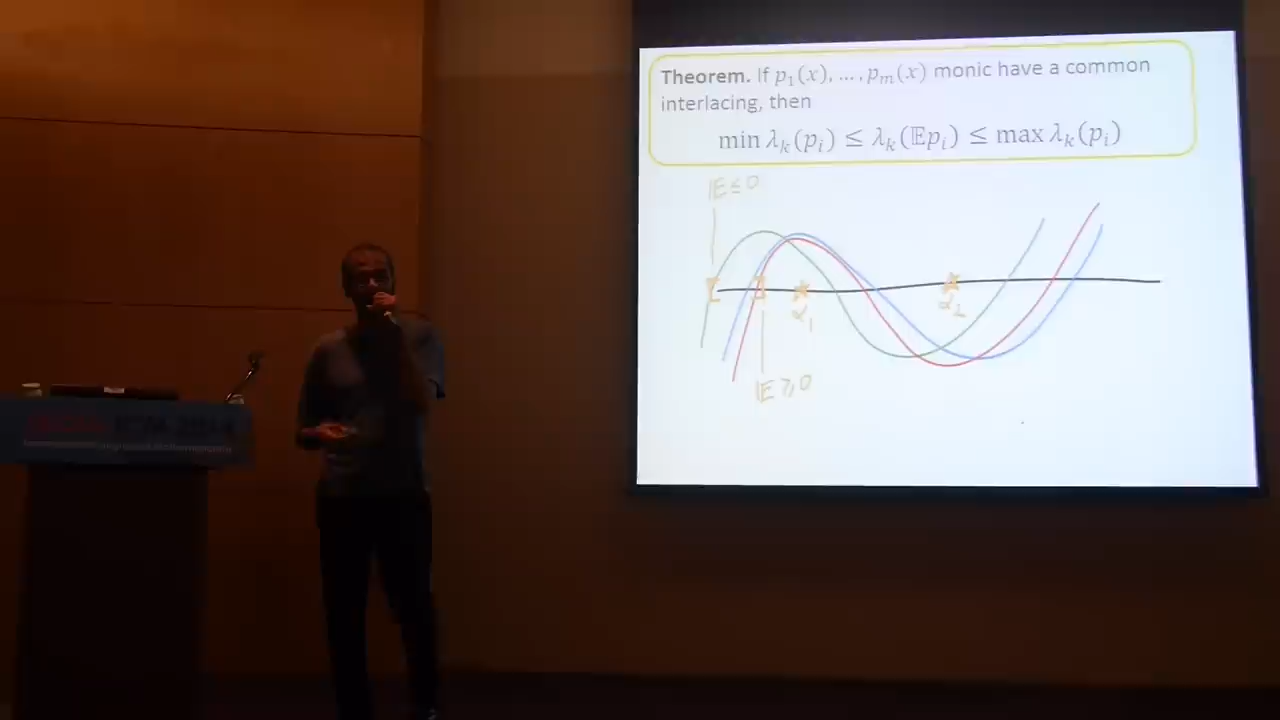 Theorem. If p₁(x), … , pₘ(x) monic have a common
interlacing, then
min λₖ(pᵢ) ≤ λₖ(𝔼pᵢ) ≤ max λₖ(pᵢ)
𝔼 ≤ 0
α₁
α₂
𝔼 ≥ 0
2014